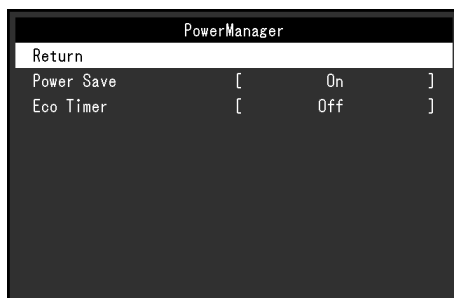 PowerManager
Return
Power Save [ On ]
Eco Timer [ Off ]